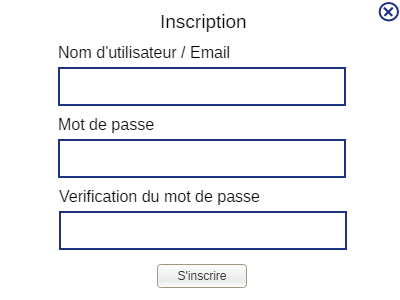 Inscription
Nom d'utilisateur / Email
Mot de passe
Verification du mot de passe
S'inscrire